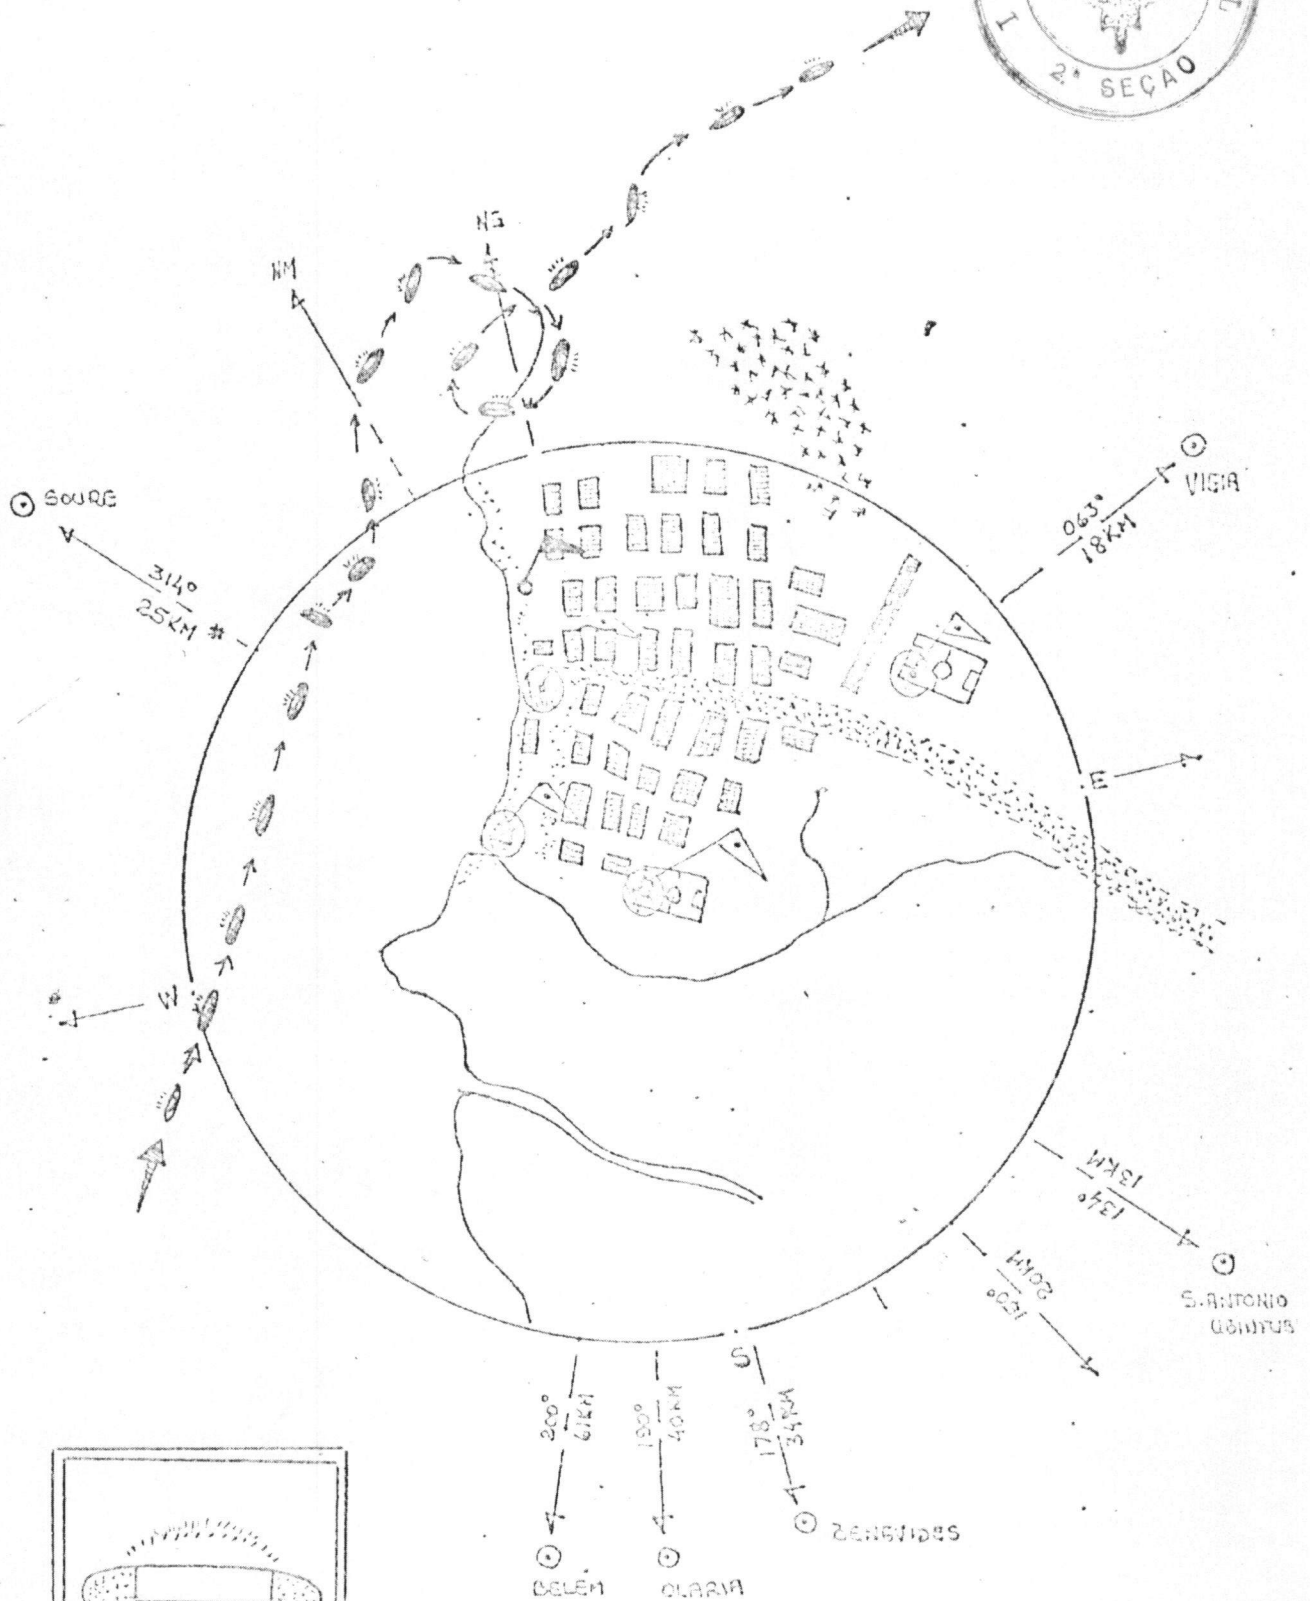 2ª SEÇÃO
NG
NM
SOURE
314°
25KM #
063°
18KM
VIGIA
E
W
134°
13KM
S. ANTONIO
20KM
S
200°
61KM
190°
40KM
178°
34KM
BENEVIDES
BELÉM
OLARIA